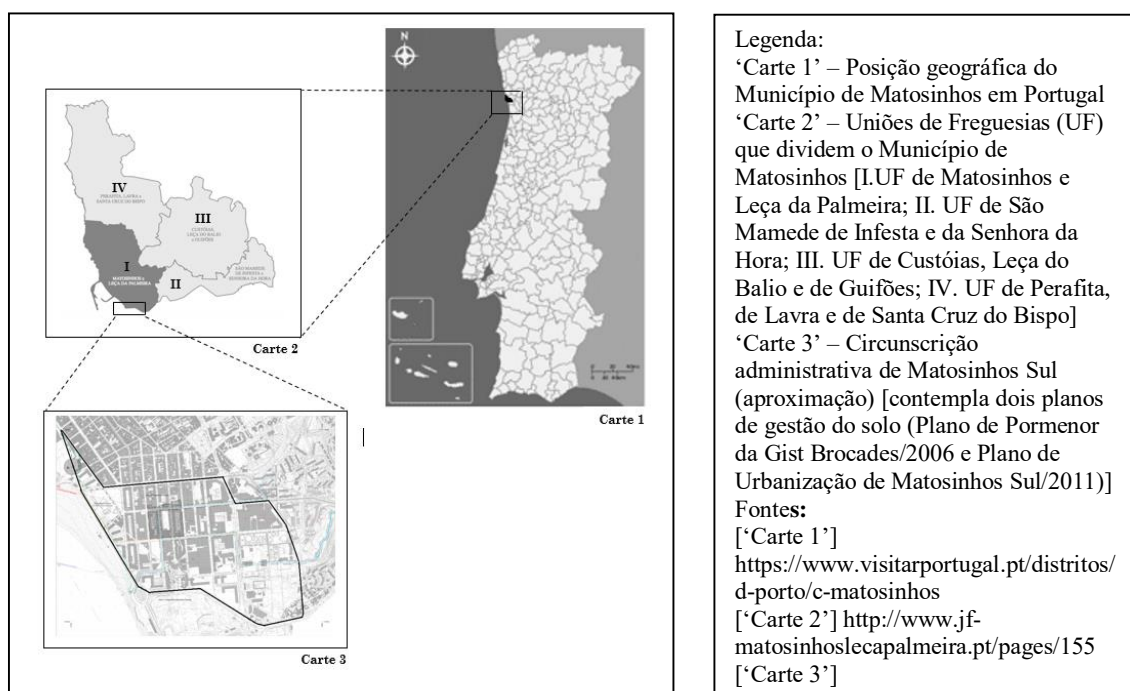 N
IV
PERAFITA, LAVRA e
SANTA CRUZ DO BISPO
III
CUSTÓIAS,
LEÇA DO BALIO
e GUIFÕES
I
MATOSINHOS e
LEÇA DA PALMEIRA
II
SÃO MAMEDE
DE INFESTA e
SENHORA DA HORA
Carte 2
Carte 1
Carte 3
Legenda:
‘Carte 1’ – Posição geográfica do
Município de Matosinhos em Portugal
‘Carte 2’ – Uniões de Freguesias (UF)
que dividem o Município de
Matosinhos [I.UF de Matosinhos e
Leça da Palmeira; II. UF de São
Mamede de Infesta e da Senhora da
Hora; III. UF de Custóias, Leça do
Balio e de Guifões; IV. UF de Perafita,
de Lavra e de Santa Cruz do Bispo]
‘Carte 3’ – Circunscrição
administrativa de Matosinhos Sul
(aproximação) [contempla dois planos
de gestão do solo (Plano de Pormenor
da Gist Brocades/2006 e Plano de
Urbanização de Matosinhos Sul/2011)]
Fontes:
[‘Carte 1’]
https://www.visitarportugal.pt/distritos/
d-porto/c-matosinhos
[‘Carte 2’] http://www.jf-
matosinhoslecapalmeira.pt/pages/155
[‘Carte 3’]